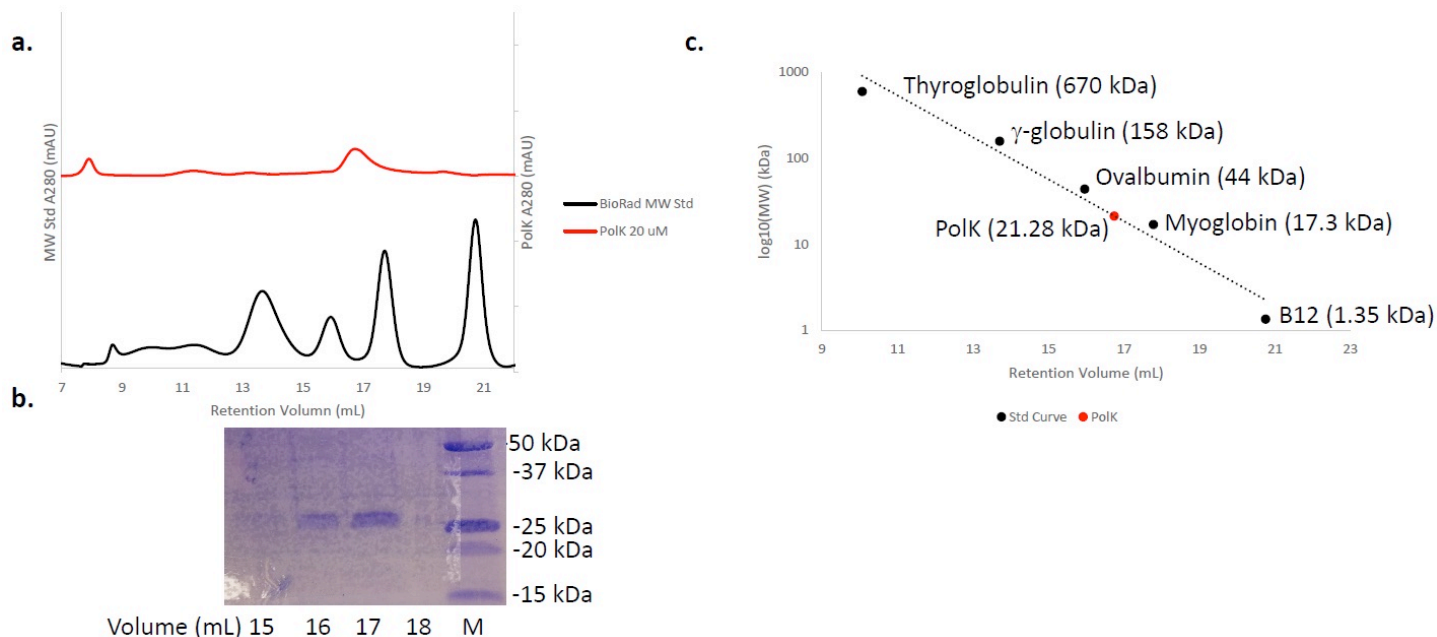 a.
MW Std A280 (mAU)
PolK A280 (mAU)
BioRad MW Std
PolK 20 uM
7 9 11 13 15 17 19 21
Retention Volumn (mL)
b.
-50 kDa
-37 kDa
-25 kDa
-20 kDa
-15 kDa
Volume (mL) 15 16 17 18 M
c.
log10(MW) (kDa)
1000
100
10
1
Thyroglobulin (670 kDa)
γ-globulin (158 kDa)
Ovalbumin (44 kDa)
PolK (21.28 kDa)
Myoglobin (17.3 kDa)
B12 (1.35 kDa)
9 11 13 15 17 19 21 23
Retention Volume (mL)
Std Curve PolK